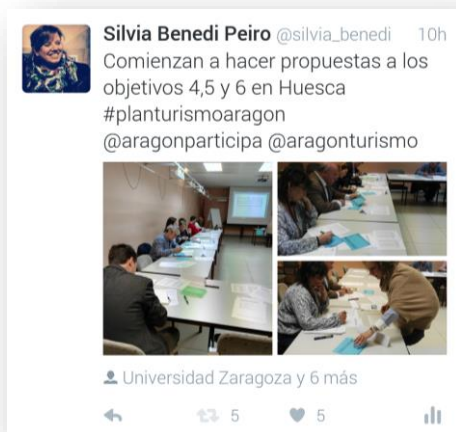 Silvia Benedi Peiro @silvia_benedi 10h
Comienzan a hacer propuestas a los
objetivos 4,5 y 6 en Huesca
#planturismoaragon
@aragonparticipa @aragonturismo
Universidad Zaragoza y 6 más
5 5